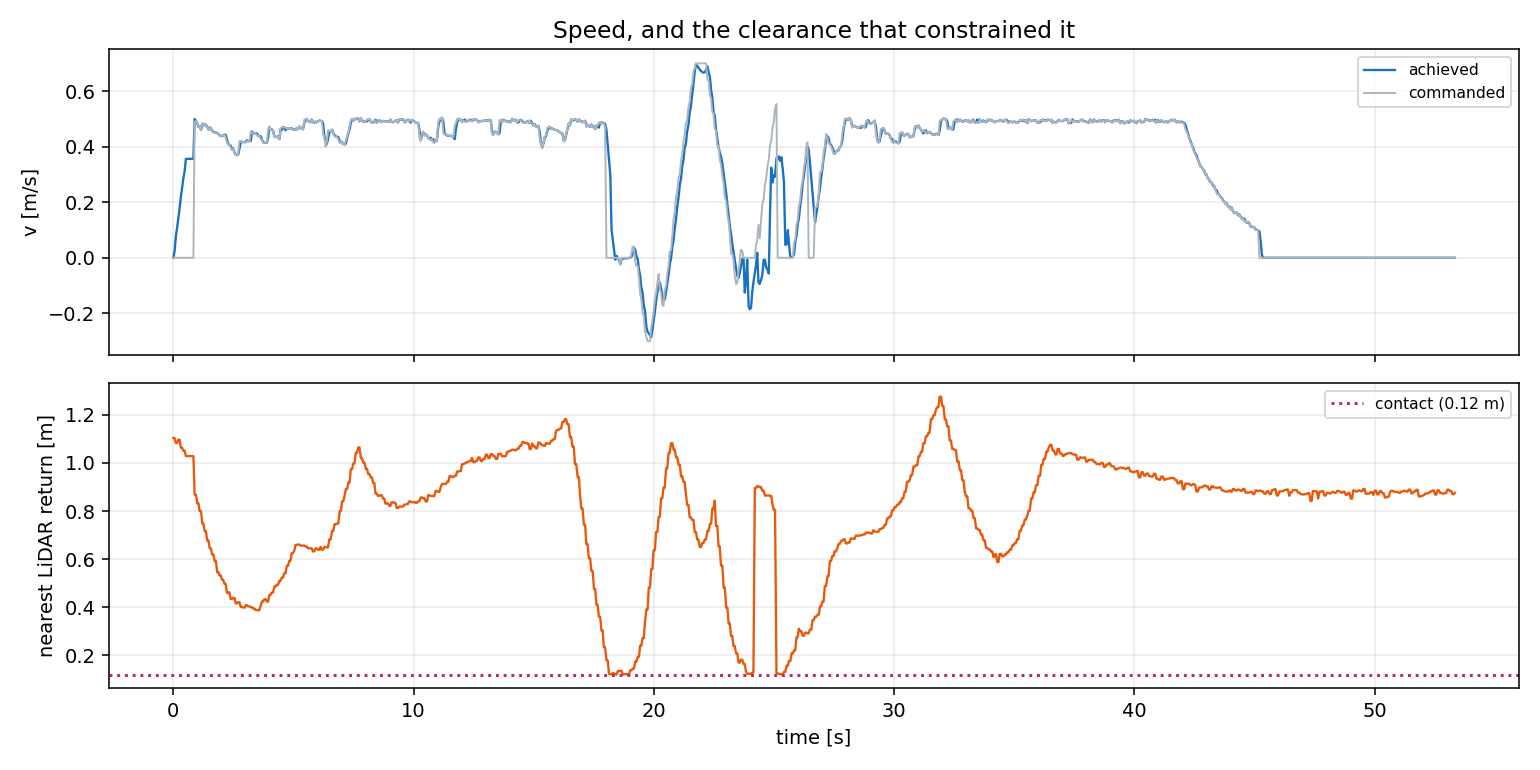 Speed, and the clearance that constrained it
achieved
commanded
v [m/s]
0.6
0.4
0.2
0.0
−0.2
contact (0.12 m)
nearest LiDAR return [m]
1.2
1.0
0.8
0.6
0.4
0.2
0 10 20 30 40 50
time [s]